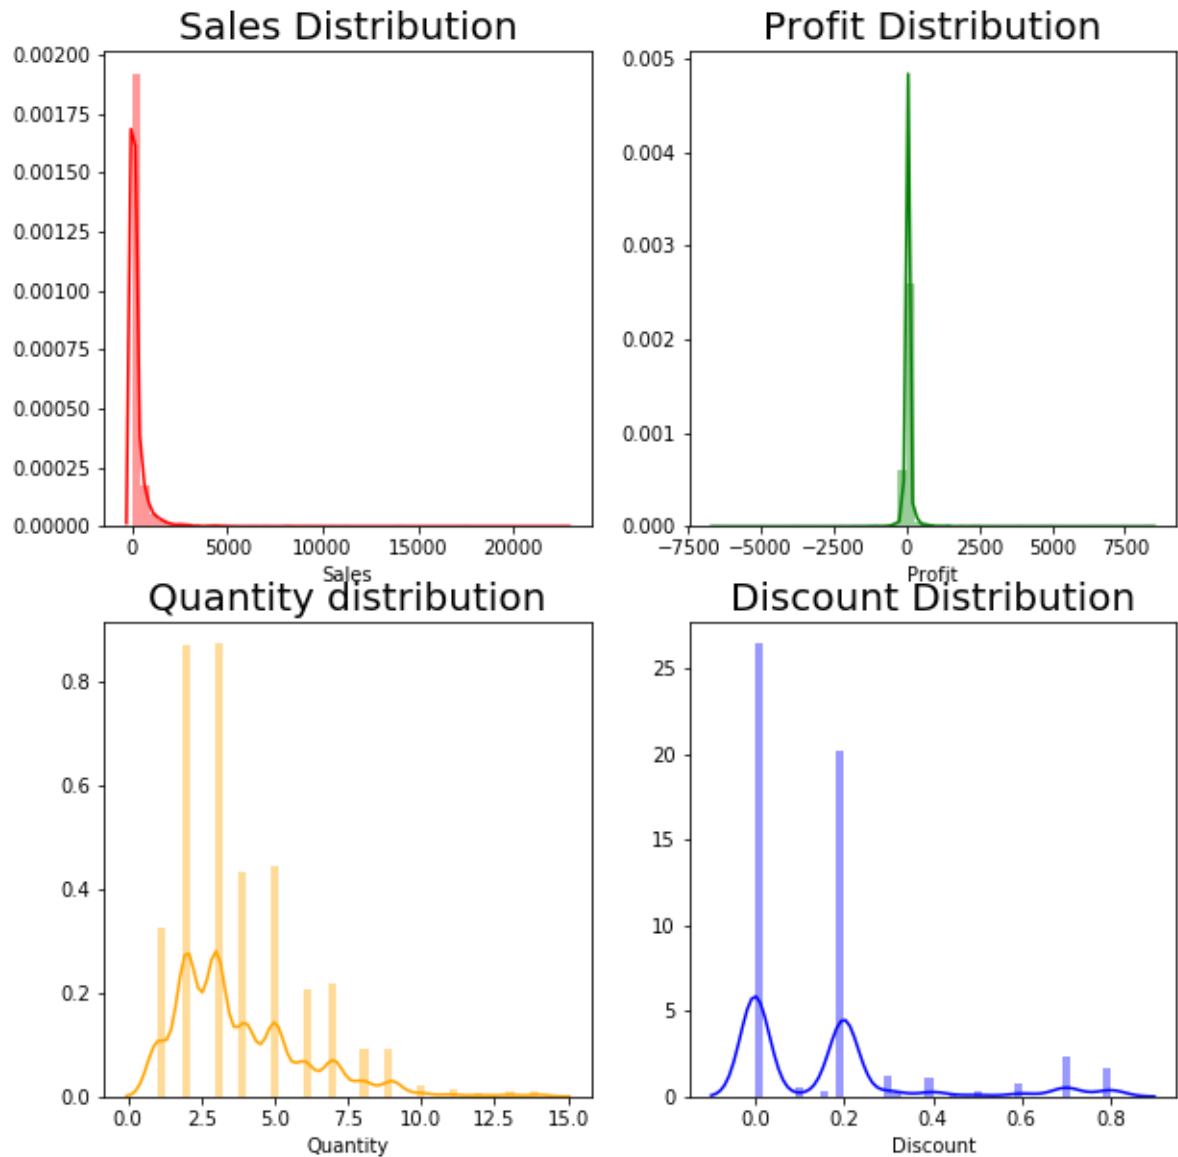 Sales Distribution
0.00200
0.00175
0.00150
0.00125
0.00100
0.00075
0.00050
0.00025
0.00000
0 5000 10000 15000 20000
Sales
Profit Distribution
0.005
0.004
0.003
0.002
0.001
0.000
−7500 −5000 −2500 0 2500 5000 7500
Profit
Quantity distribution
0.8
0.6
0.4
0.2
0.0
0.0 2.5 5.0 7.5 10.0 12.5 15.0
Quantity
Discount Distribution
25
20
15
10
5
0
0.0 0.2 0.4 0.6 0.8
Discount